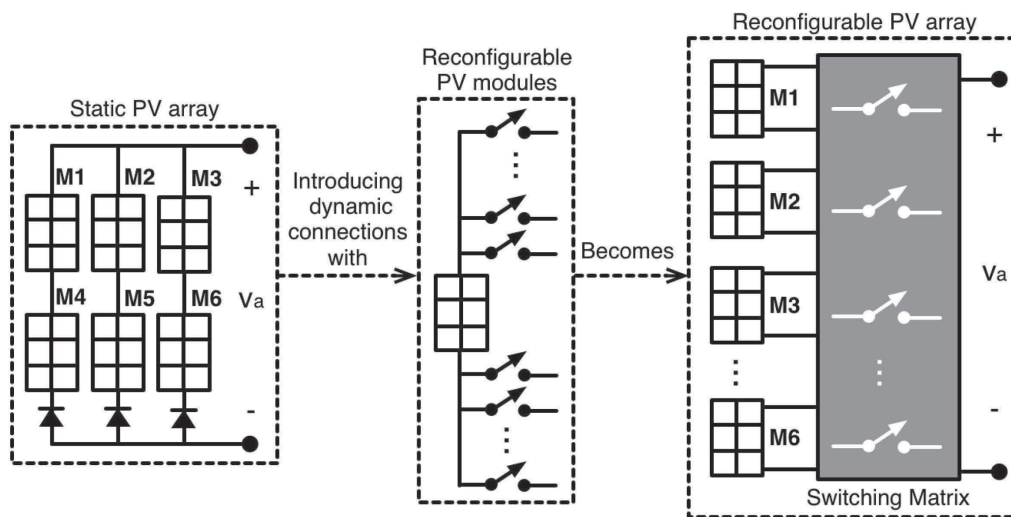 Static PV array
M1 M2 M3
+
M4 M5 M6
va
-
Introducing
dynamic
connections
with
Reconfigurable
PV modules
Becomes
Reconfigurable PV array
M1
+
M2
va
M3
-
M6
Switching Matrix